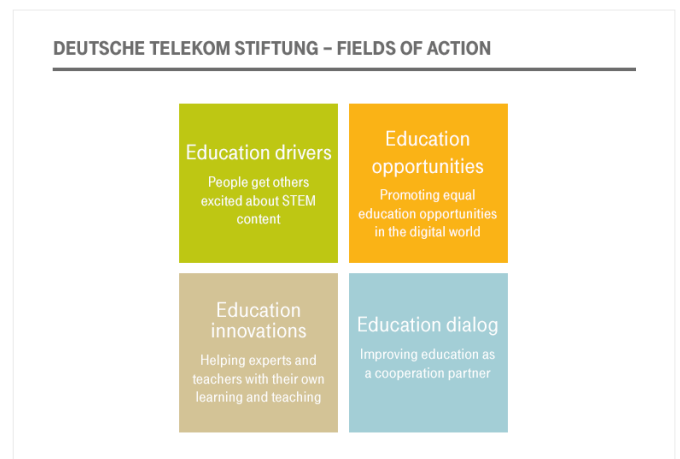 DEUTSCHE TELEKOM STIFTUNG – FIELDS OF ACTION
Education drivers
People get others
excited about STEM
content
Education
opportunities
Promoting equal
education opportunities
in the digital world
Education
innovations
Helping experts and
teachers with their own
learning and teaching
Education dialog
Improving education as
a cooperation partner